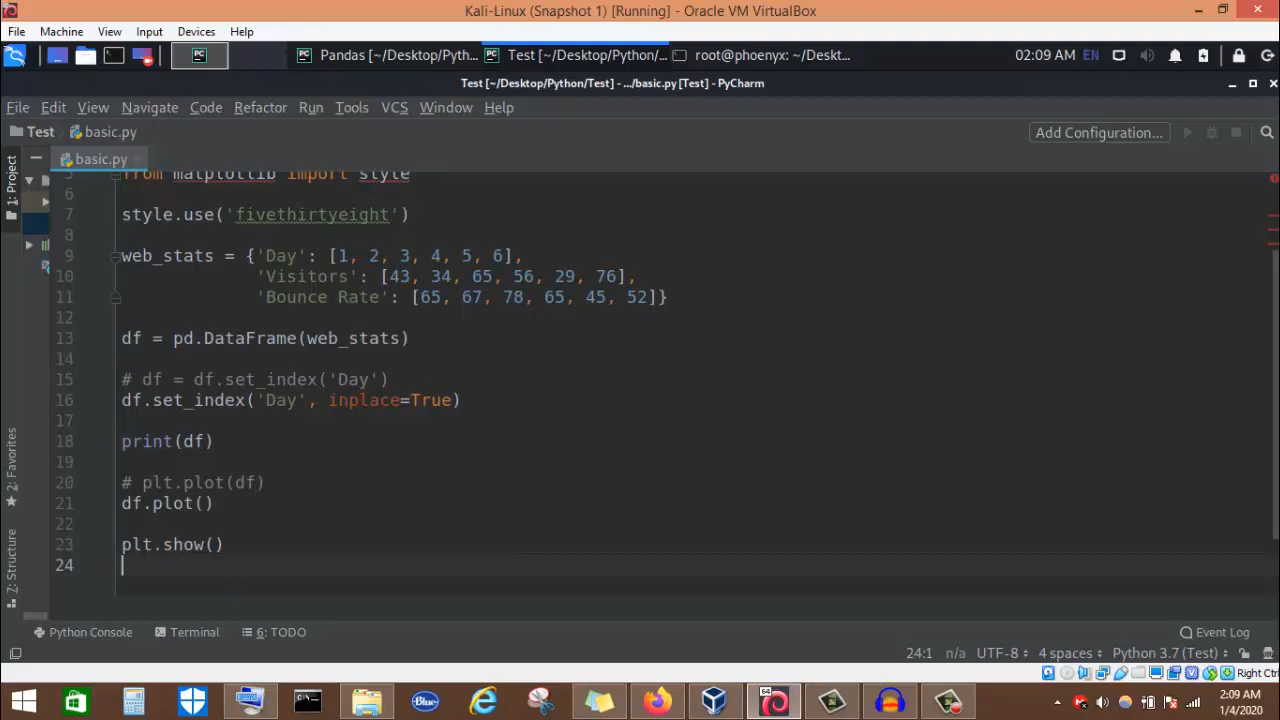 Kali-Linux (Snapshot 1) [Running] - Oracle VM VirtualBox
File Machine View Input Devices Help
Pandas [~/Desktop/Pyth... Test [~/Desktop/Python/... root@phoenyx: ~/Deskt... 02:09 AM EN
Test [~/Desktop/Python/Test] - .../basic.py [Test] - PyCharm
File Edit View Navigate Code Refactor Run Tools VCS Window Help
Test basic.py Add Configuration...
1: Project
basic.py
5 from matplotlib import style
6
7 style.use('fivethirtyeight')
8
9 web_stats = {'Day': [1, 2, 3, 4, 5, 6],
10 'Visitors': [43, 34, 65, 56, 29, 76],
11 'Bounce Rate': [65, 67, 78, 65, 45, 52]}
12
13 df = pd.DataFrame(web_stats)
14
15 # df = df.set_index('Day')
16 df.set_index('Day', inplace=True)
17
18 print(df)
19
20 # plt.plot(df)
21 df.plot()
22
23 plt.show()
24
2: Favorites
7: Structure
Python Console Terminal 6: TODO Event Log
24:1 n/a UTF-8 4 spaces Python 3.7 (Test)
Right Ctrl
Blue
64
2:09 AM
1/4/2020